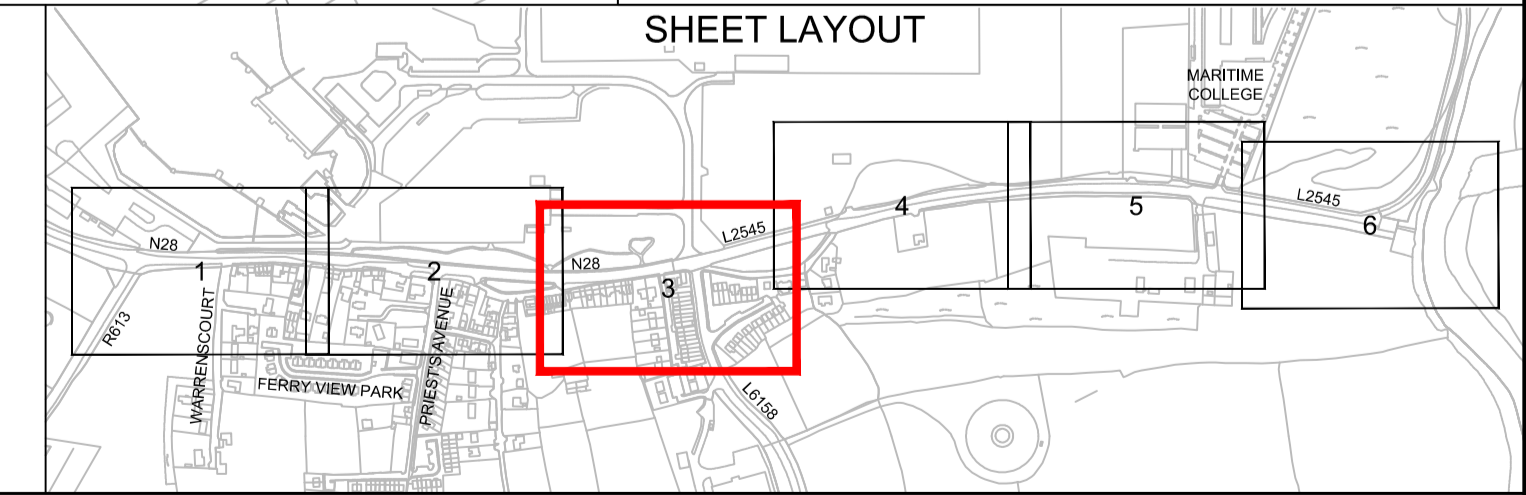 SHEET LAYOUT
MARITIME
COLLEGE
N28
1
R613
WARRENSCOURT
FERRY VIEW PARK
2
PRIEST'S AVENUE
N28
3
L2545
L6158
4
5
L2545
6